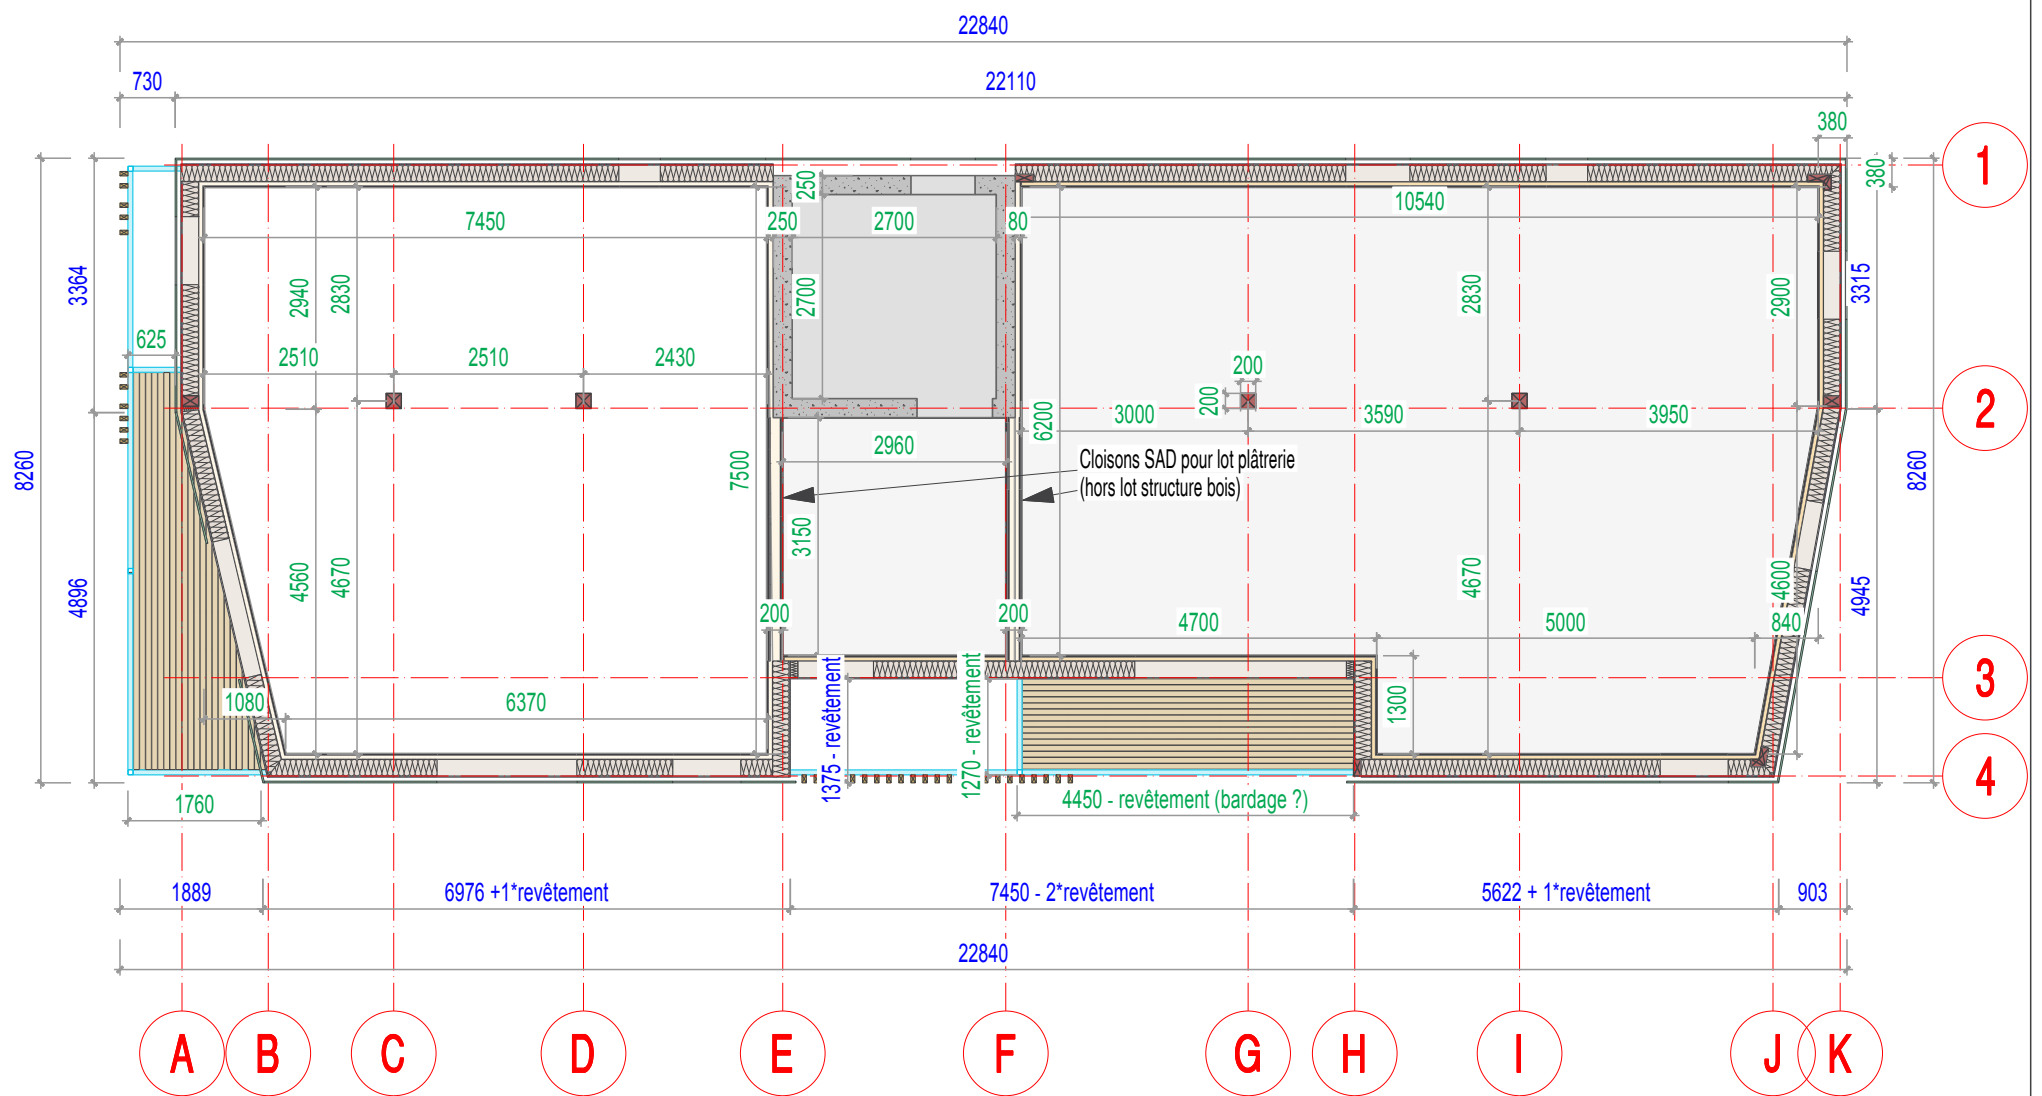 22840
730
22110
380
1
380
250
7450
250
2700
80
10540
3364
2940
2830
2700
2830
2900
3315
625
2510
2510
2430
200
200
2
3000
3590
3950
6200
2960
7500
Cloisons SAD pour lot plâtrerie
(hors lot structure bois)
8260
8260
3150
4896
4560
4670
4670
4600
4945
200
200
4700
5000
840
3
1080
6370
1375 - revêtement
1270 - revêtement
1300
4
1760
4450 - revêtement (bardage ?)
1889
6976 +1*revêtement
7450 - 2*revêtement
5622 + 1*revêtement
903
22840
A
B
C
D
E
F
G
H
I
J
K